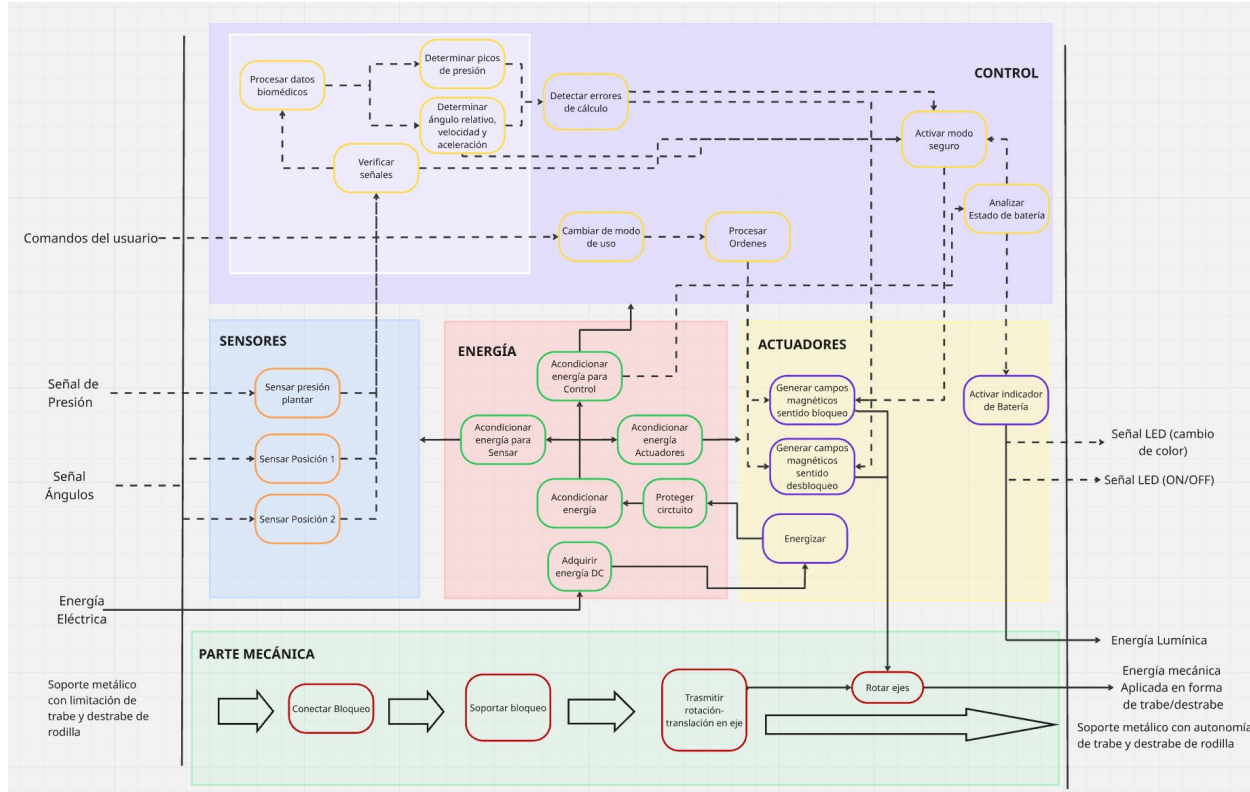 CONTROL
Procesar datos
biomédicos
Determinar picos
de presión
Determinar
ángulo relativo,
velocidad y
aceleración
Detectar errores
de cálculo
Verificar
señales
Activar modo
seguro
Analizar
Estado de batería
Comandos del usuario
Cambiar de modo
de uso
Procesar
Ordenes
SENSORES
Señal de
Presión
Sensar presión
plantar
Señal
Ángulos
Sensar Posición 1
Sensar Posición 2
ENERGÍA
Acondicionar
energía para
Control
Acondicionar
energía para
Sensar
Acondicionar
energía
Actuadores
Acondicionar
energía
Proteger
circtuito
Adquirir
energía DC
Energía
Eléctrica
ACTUADORES
Generar campos
magnéticos
sentido bloqueo
Generar campos
magnéticos
sentido
desbloqueo
Energizar
Activar indicador
de Batería
Señal LED (cambio
de color)
Señal LED (ON/OFF)
Energía Lumínica
PARTE MECÁNICA
Soporte metálico
con limitación de
trabe y destrabe de
rodilla
Conectar Bloqueo
Soportar bloqueo
Trasmitir
rotación-
translación en eje
Rotar ejes
Energía mecánica
Aplicada en forma
de trabe/destrabe
Soporte metálico con autonomía
de trabe y destrabe de rodilla